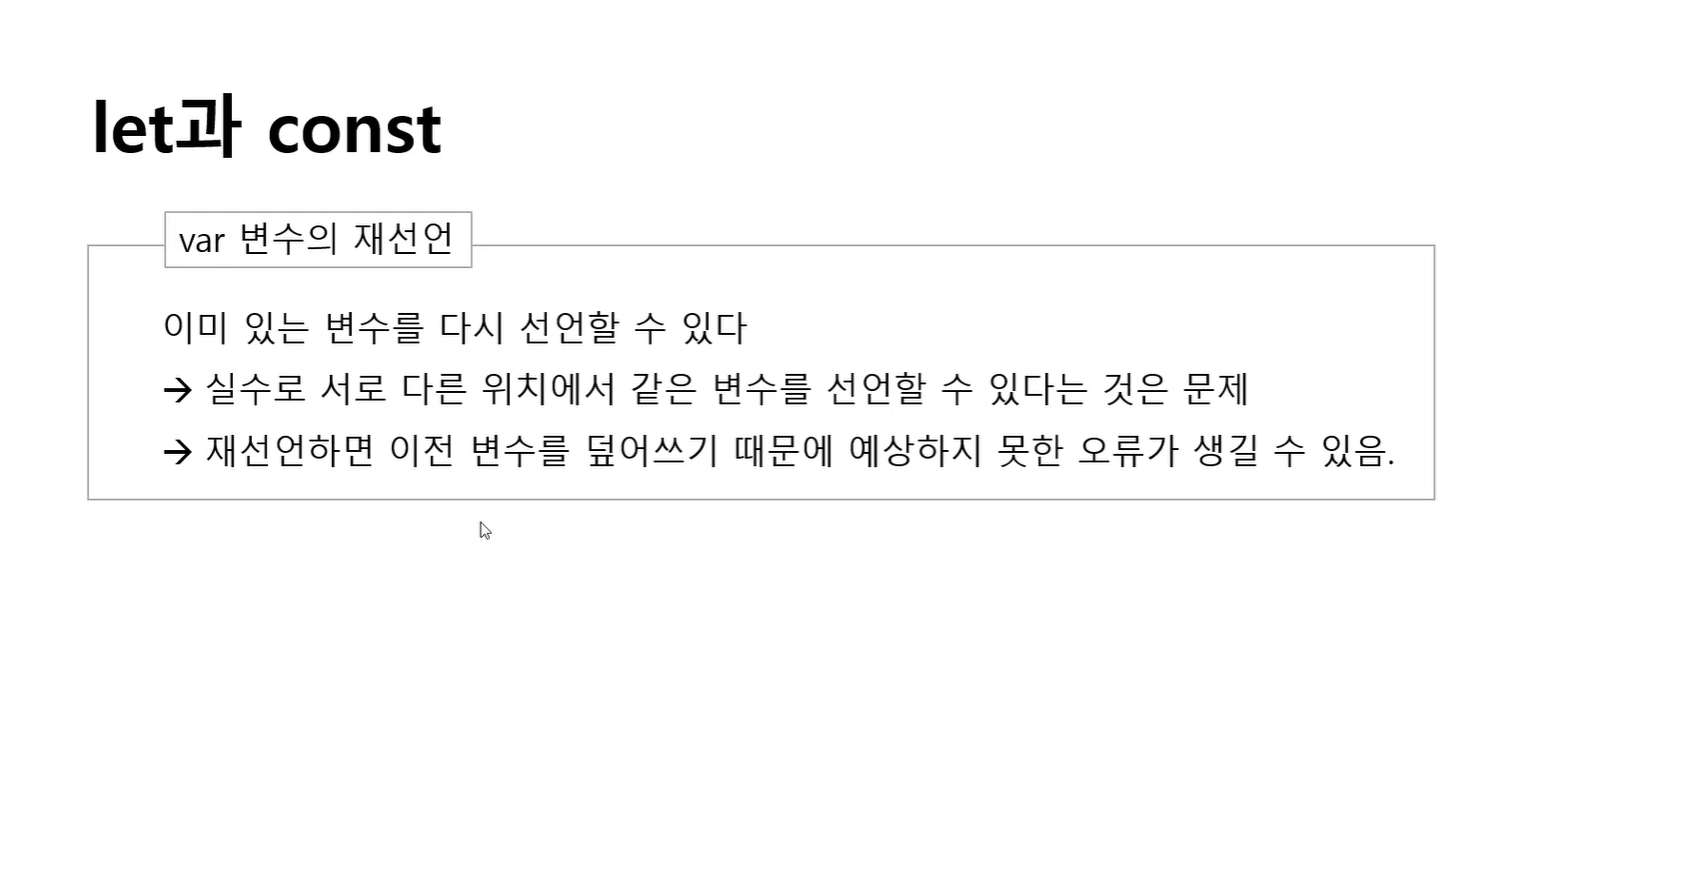 let과 const
var 변수의 재선언
이미 있는 변수를 다시 선언할 수 있다
→ 실수로 서로 다른 위치에서 같은 변수를 선언할 수 있다는 것은 문제
→ 재선언하면 이전 변수를 덮어쓰기 때문에 예상하지 못한 오류가 생길 수 있음.